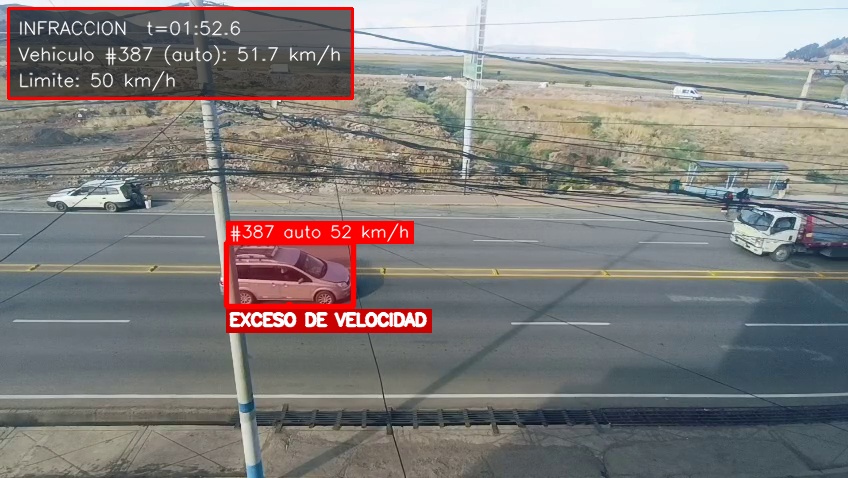 INFRACCION t=01:52.6
Vehiculo #387 (auto): 51.7 km/h
Limite: 50 km/h
#387 auto 52 km/h
EXCESO DE VELOCIDAD